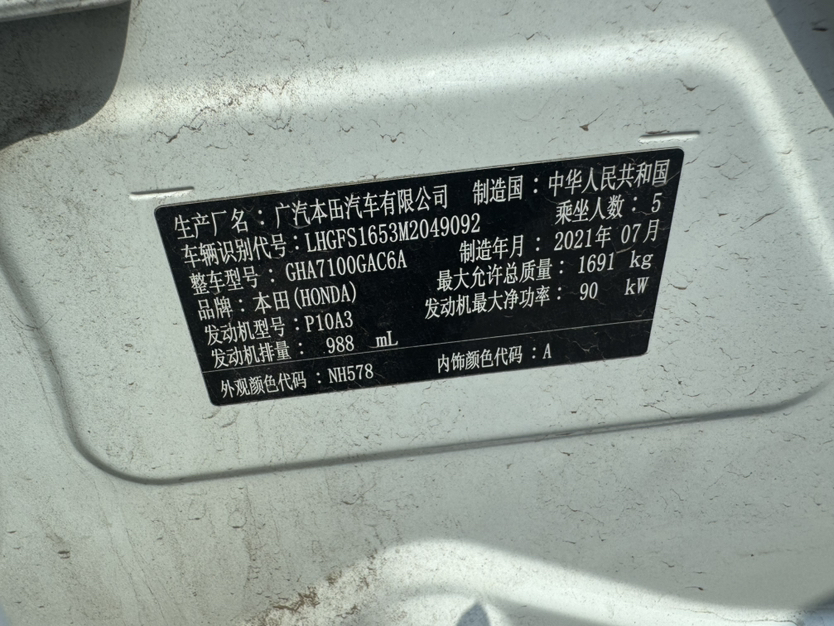 生产厂名：广汽本田汽车有限公司 制造国：中华人民共和国
车辆识别代号：LHGFS1653M2049092 乘坐人数：5
整车型号：GHA7100GAC6A 制造年月：2021年 07月
品牌：本田(HONDA) 最大允许总质量：1691 kg
发动机型号：P10A3 发动机最大净功率：90 kW
发动机排量：988 mL
外观颜色代码：NH578 内饰颜色代码：A